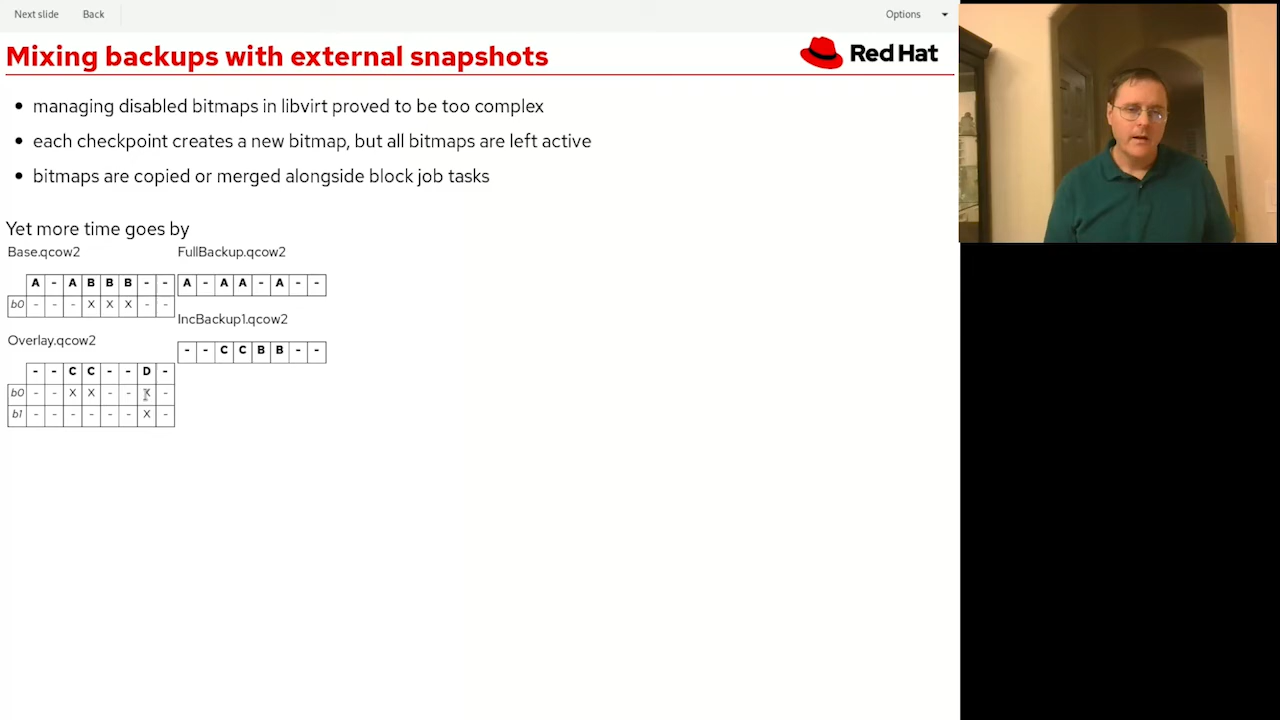 Next slide Back Options
Mixing backups with external snapshots
Red Hat
• managing disabled bitmaps in libvirt proved to be too complex
• each checkpoint creates a new bitmap, but all bitmaps are left active
• bitmaps are copied or merged alongside block job tasks
Yet more time goes by
Base.qcow2
A - A B B B - -
b0 - - - X X X - -
FullBackup.qcow2
A - A A - A - -
IncBackup1.qcow2
- - C C B B - -
Overlay.qcow2
- - C C - - D -
b0 - - X X - - X -
b1 - - - - - - X -